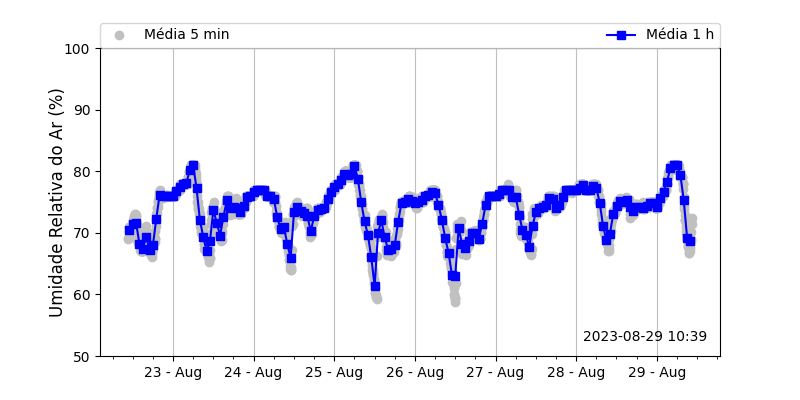 Média 5 min
Média 1 h
Umidade Relativa do Ar (%)
100
90
80
70
60
50
2023-08-29 10:39
23 - Aug
24 - Aug
25 - Aug
26 - Aug
27 - Aug
28 - Aug
29 - Aug